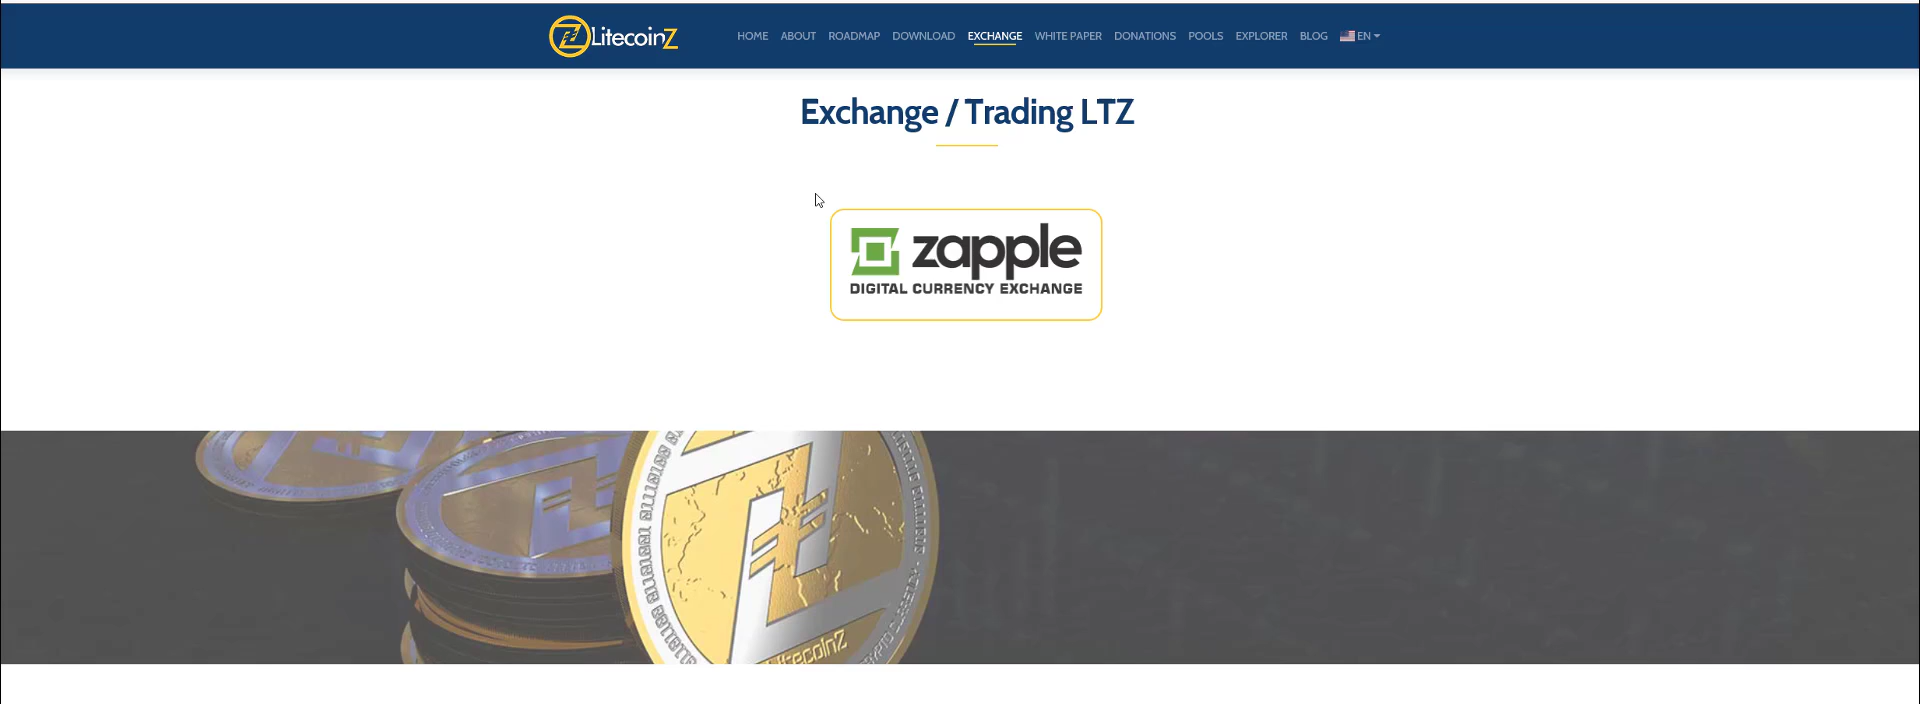 LitecoinZ
HOME ABOUT ROADMAP DOWNLOAD EXCHANGE WHITE PAPER DONATIONS POOLS EXPLORER BLOG EN
Exchange / Trading LTZ
zapple
DIGITAL CURRENCY EXCHANGE
LitecoinZ